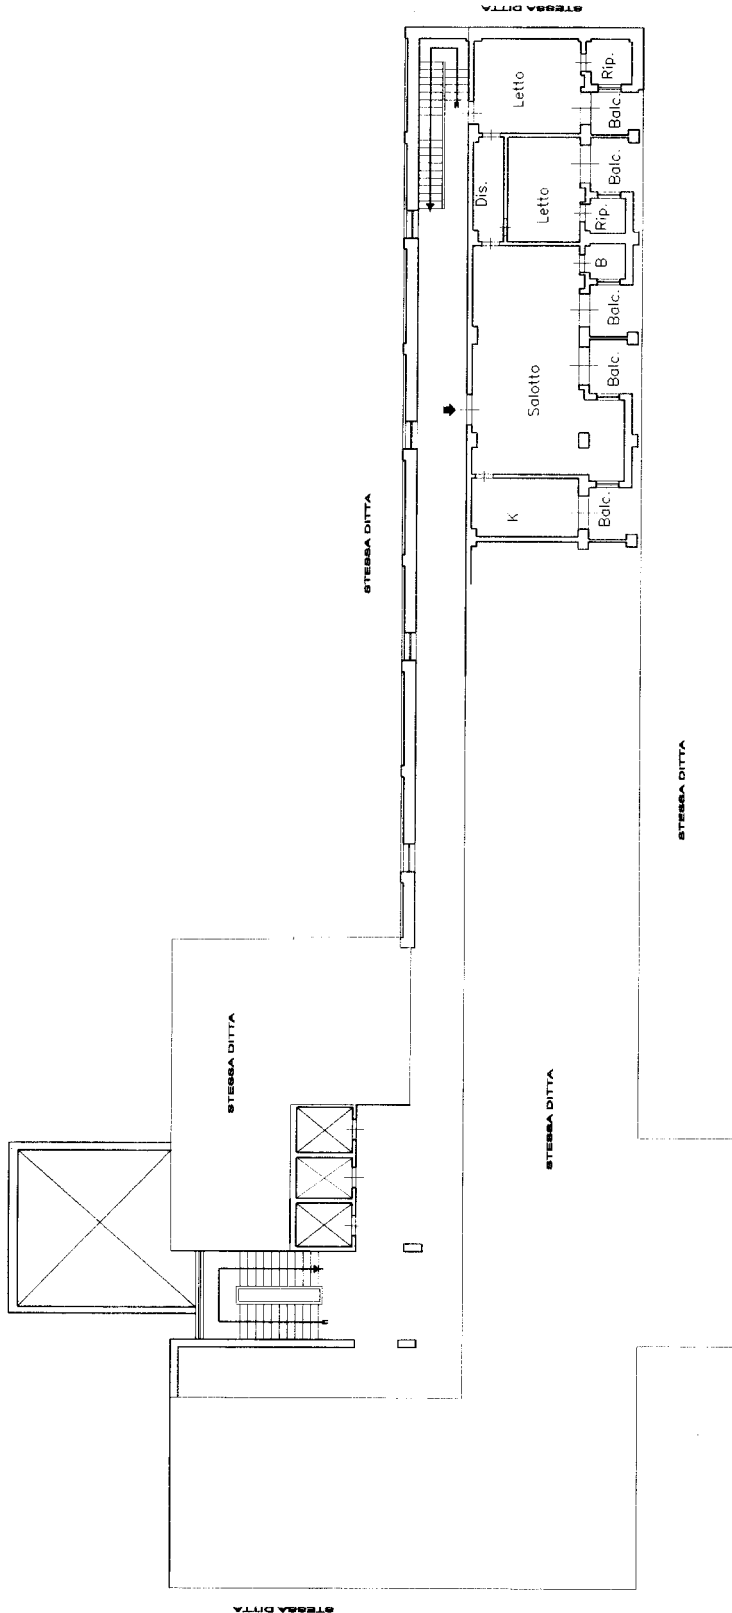 STESSA DITTA
Rip.
Letto
Balc.
Balc.
Dis.
Letto
Rip.
B
Balc.
Balc.
Salotto
K
Balc.
STESSA DITTA
STESSA DITTA
STESSA DITTA
STESSA DITTA
STESSA DITTA